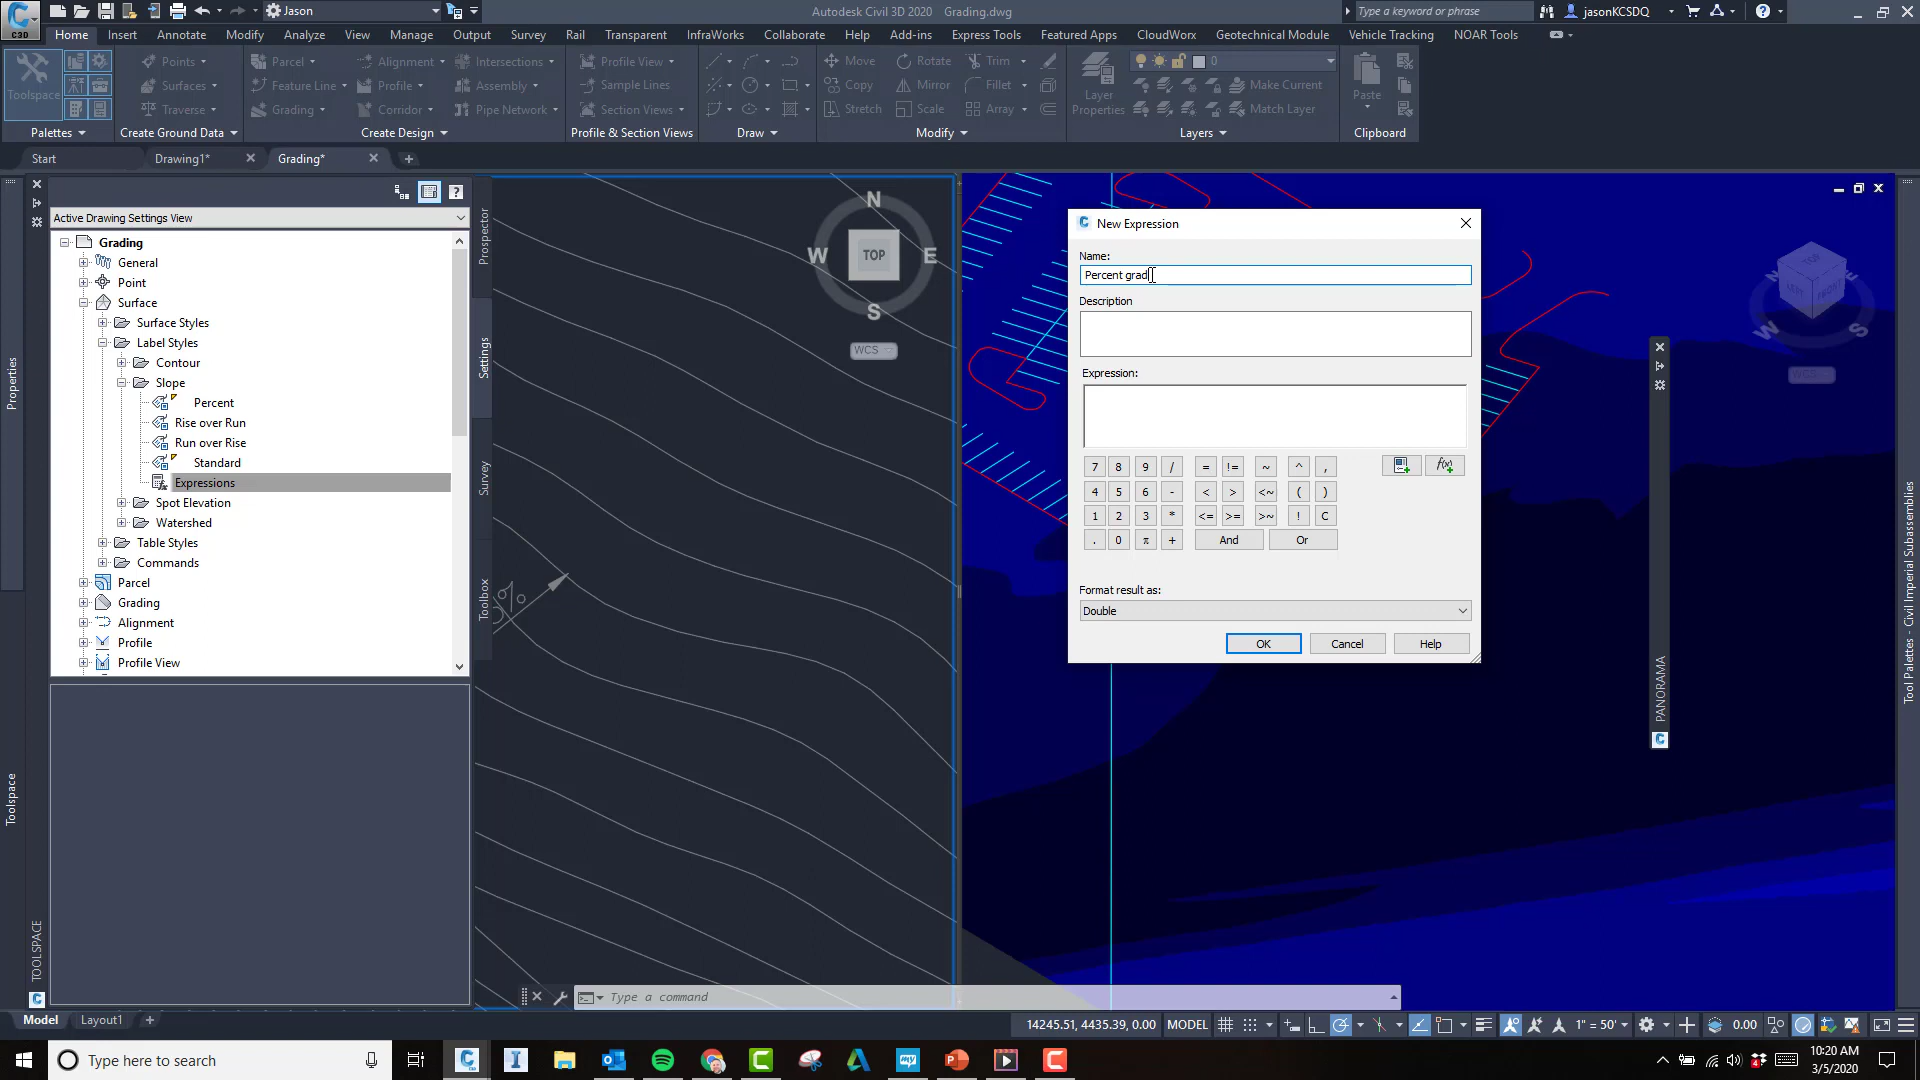 C3D
Jason
Autodesk Civil 3D 2020 Grading.dwg
Type a keyword or phrase
jasonKCSDQ
Home Insert Annotate Modify Analyze View Manage Output Survey Rail Transparent InfraWorks Collaborate Help Add-ins Express Tools Featured Apps CloudWorx Geotechnical Module Vehicle Tracking NOAR Tools
Toolspace
Points
Surfaces
Traverse
Parcel
Feature Line
Grading
Alignment
Profile
Corridor
Intersections
Assembly
Pipe Network
Profile View
Sample Lines
Section Views
Move
Copy
Stretch
Rotate
Mirror
Scale
Trim
Fillet
Array
Layer
Properties
0
Make Current
Match Layer
Paste
Palettes
Create Ground Data
Create Design
Profile & Section Views
Draw
Modify
Layers
Clipboard
Start
Drawing1*
Grading*
Active Drawing Settings View
Grading
General
Point
Surface
Surface Styles
Label Styles
Contour
Slope
Percent
Rise over Run
Run over Rise
Standard
Expressions
Spot Elevation
Watershed
Table Styles
Commands
Parcel
Grading
Alignment
Profile
Profile View
Prospector
Settings
Survey
Toolbox
Properties
Toolspace
TOOLSPACE
N
W TOP E
S
WCS
New Expression
Name:
Percent grad
Description
Expression:
7 8 9 / = != ~ ^ ,
4 5 6 - < > <~ ( )
1 2 3 * <= >= >~ ! C
. 0 π + And Or
Format result as:
Double
OK Cancel Help
TOP
FRONT
N
E
W
S
WCS
PANORAMA
Tool Palettes - Civil Imperial Subassemblies
Type a command
Model Layout1
14245.51, 4435.39, 0.00 MODEL
1" = 50'
0.00
Type here to search
10:20 AM
3/5/2020